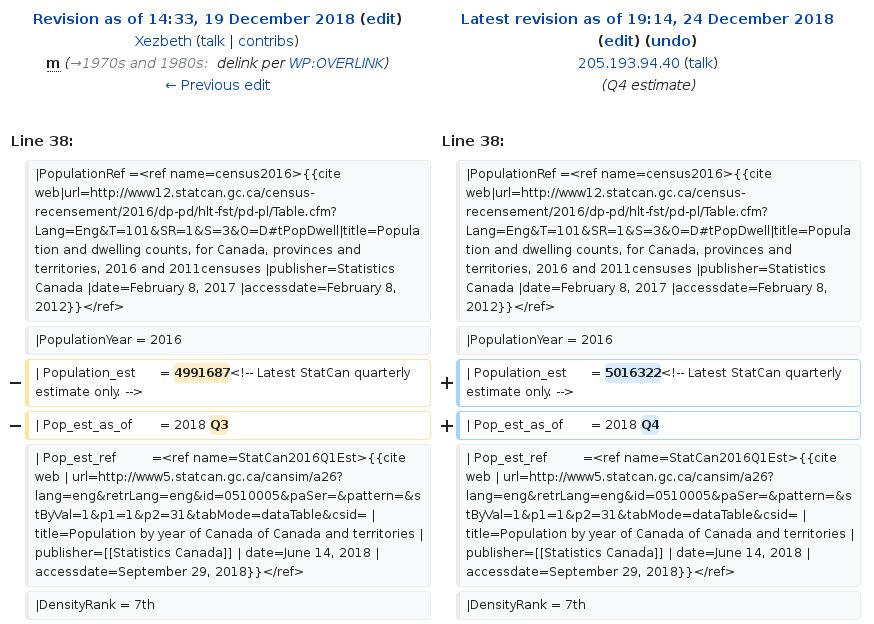 Revision as of 14:33, 19 December 2018 (edit)
Xezbeth (talk | contribs)
m (→1970s and 1980s: delink per WP:OVERLINK)
← Previous edit
Latest revision as of 19:14, 24 December 2018
(edit) (undo)
205.193.94.40 (talk)
(Q4 estimate)
Line 38:
|PopulationRef =<ref name=census2016>{{cite
web|url=http://www12.statcan.gc.ca/census-
recensement/2016/dp-pd/hlt-fst/pd-pl/Table.cfm?
Lang=Eng&T=101&SR=1&S=3&O=D#tPopDwell|title=Popula
tion and dwelling counts, for Canada, provinces and
territories, 2016 and 2011censuses |publisher=Statistics
Canada |date=February 8, 2017 |accessdate=February 8,
2012}}</ref>
|PopulationYear = 2016
− | Population_est = 4991687<!-- Latest StatCan quarterly
estimate only. -->
− | Pop_est_as_of = 2018 Q3
| Pop_est_ref =<ref name=StatCan2016Q1Est>{{cite
web | url=http://www5.statcan.gc.ca/cansim/a26?
lang=eng&retrLang=eng&id=0510005&paSer=&pattern=&s
tByVal=1&p1=1&p2=31&tabMode=dataTable&csid= |
title=Population by year of Canada of Canada and territories |
publisher=[[Statistics Canada]] | date=June 14, 2018 |
accessdate=September 29, 2018}}</ref>
|DensityRank = 7th
Line 38:
|PopulationRef =<ref name=census2016>{{cite
web|url=http://www12.statcan.gc.ca/census-
recensement/2016/dp-pd/hlt-fst/pd-pl/Table.cfm?
Lang=Eng&T=101&SR=1&S=3&O=D#tPopDwell|title=Popula
tion and dwelling counts, for Canada, provinces and
territories, 2016 and 2011censuses |publisher=Statistics
Canada |date=February 8, 2017 |accessdate=February 8,
2012}}</ref>
|PopulationYear = 2016
+ | Population_est = 5016322<!-- Latest StatCan quarterly
estimate only. -->
+ | Pop_est_as_of = 2018 Q4
| Pop_est_ref =<ref name=StatCan2016Q1Est>{{cite
web | url=http://www5.statcan.gc.ca/cansim/a26?
lang=eng&retrLang=eng&id=0510005&paSer=&pattern=&s
tByVal=1&p1=1&p2=31&tabMode=dataTable&csid= |
title=Population by year of Canada of Canada and territories |
publisher=[[Statistics Canada]] | date=June 14, 2018 |
accessdate=September 29, 2018}}</ref>
|DensityRank = 7th